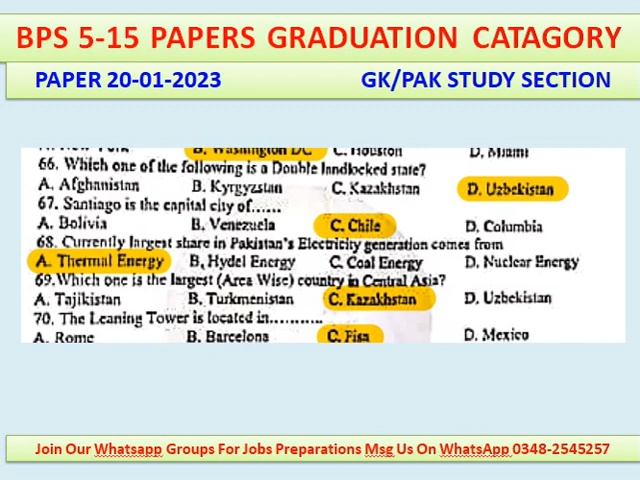 BPS 5-15 PAPERS GRADUATION CATAGORY
PAPER 20-01-2023 GK/PAK STUDY SECTION
B. Washington DC C. Houston D. Miami
66. Which one of the following is a Double landlocked state?
A. Afghanistan B. Kyrgyzstan C. Kazakhstan D. Uzbekistan
67. Santiago is the capital city of......
A. Bolivia B. Venezuela C. Chile D. Columbia
68. Currently largest share in Pakistan's Electricity generation comes from
A. Thermal Energy B. Hydel Energy C. Coal Energy D. Nuclear Energy
69. Which one is the largest (Area Wise) country in Central Asia?
A. Tajikistan B. Turkmenistan C. Kazakhstan D. Uzbekistan
70. The Leaning Tower is located in...........
A. Rome B. Barcelona C. Pisa D. Mexico
Join Our Whatsapp Groups For Jobs Preparations Msg Us On WhatsApp 0348-2545257